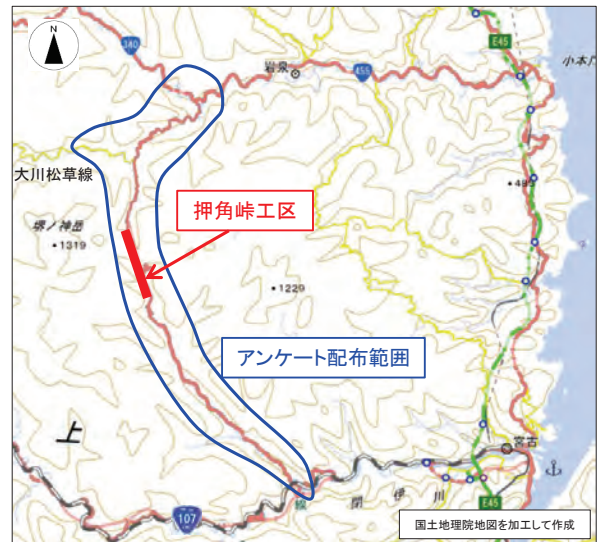 N
340
E45
岩泉
455
小本
大川松草線
押角峠工区
堺ノ神岳
・1319
・1229
アンケート配布範囲
上
宮古
線
閉伊川
107
E45
国土地理院地図を加工して作成